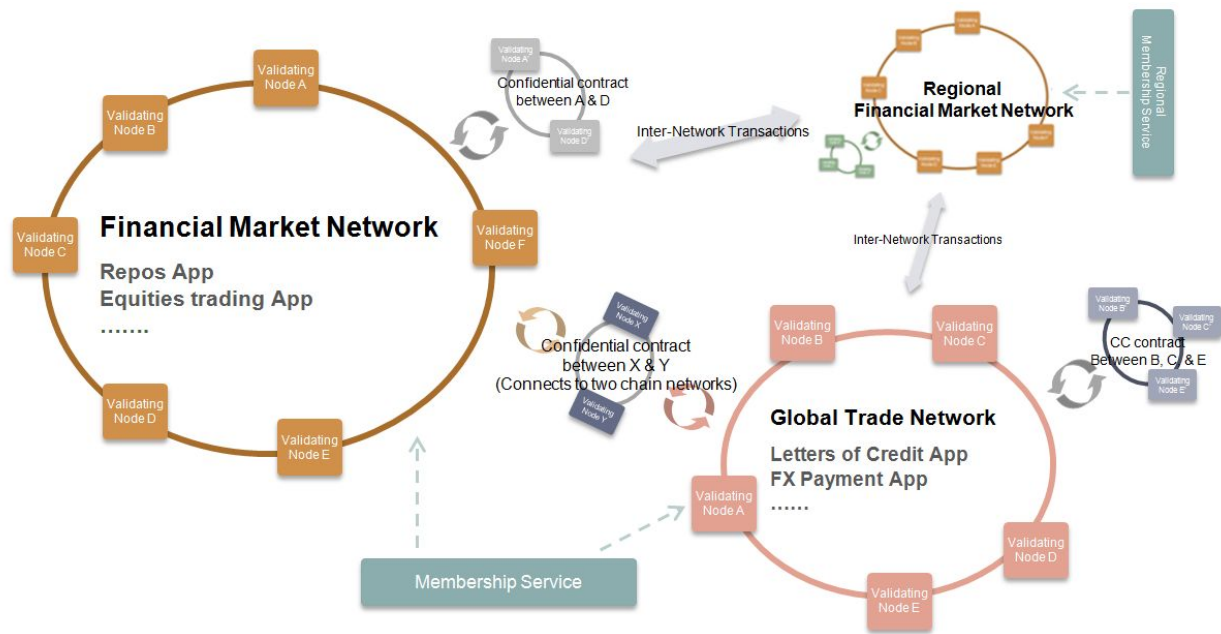 Validating
Node A
Validating
Node B
Validating
Node C
Validating
Node D
Validating
Node E
Validating
Node F
Financial Market Network
Repos App
Equities trading App
…….
Validating
Node A'
Confidential contract
between A & D
Validating
Node D'
Inter-Network Transactions
Regional
Financial Market Network
Regional
Membership Service
Inter-Network Transactions
Validating
Node X
Confidential contract
between X & Y
(Connects to two chain networks)
Validating
Node Y
Validating
Node B
Validating
Node C
Validating
Node A
Validating
Node D
Validating
Node E
Global Trade Network
Letters of Credit App
FX Payment App
……
Validating
Node B'
Validating
Node C'
CC contract
Between B, C, & E
Validating
Node E'
Membership Service